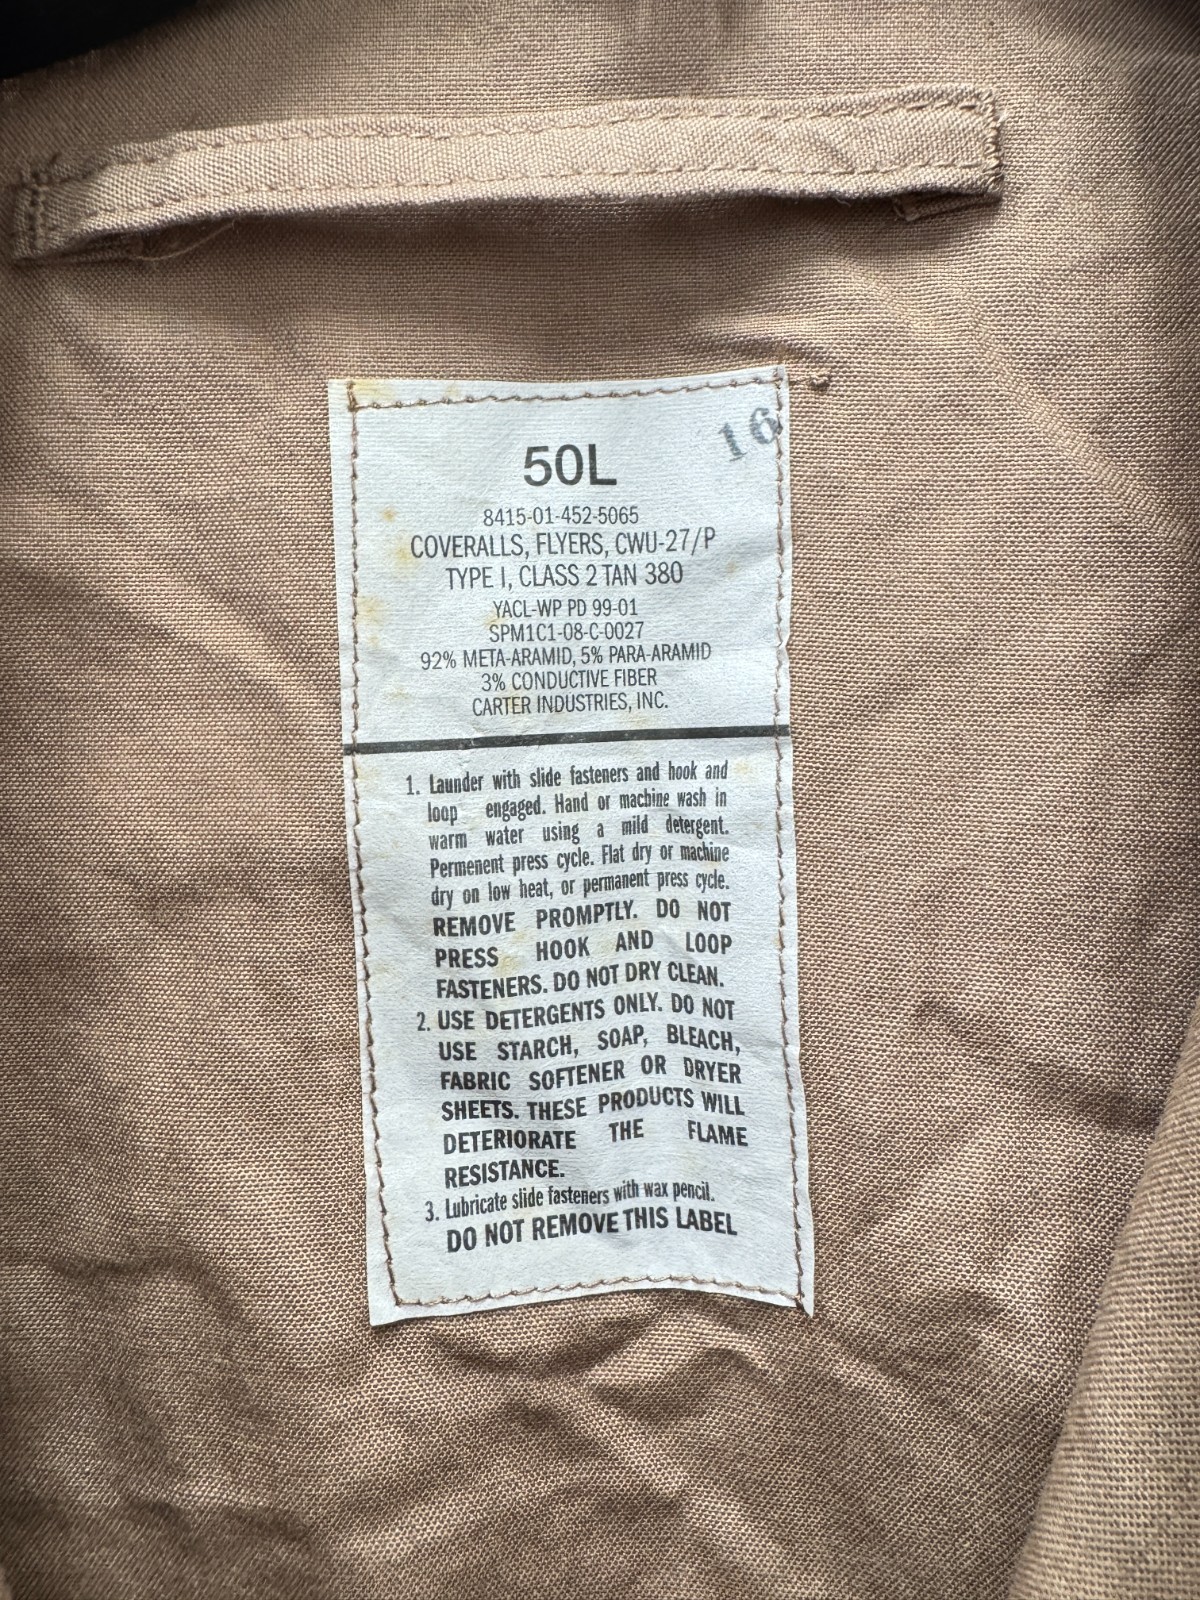 16
50L
8415-01-452-5065
COVERALLS, FLYERS, CWU-27/P
TYPE I, CLASS 2 TAN 380
YACL-WP PD 99-01
SPM1C1-08-C-0027
92% META-ARAMID, 5% PARA-ARAMID
3% CONDUCTIVE FIBER
CARTER INDUSTRIES, INC.
1. Launder with slide fasteners and hook and
loop engaged. Hand or machine wash in
warm water using a mild detergent.
Permenent press cycle. Flat dry or machine
dry on low heat, or permanent press cycle.
REMOVE PROMPTLY. DO NOT
PRESS HOOK AND LOOP
FASTENERS. DO NOT DRY CLEAN.
2. USE DETERGENTS ONLY. DO NOT
USE STARCH, SOAP, BLEACH,
FABRIC SOFTENER OR DRYER
SHEETS. THESE PRODUCTS WILL
DETERIORATE THE FLAME
RESISTANCE.
3. Lubricate slide fasteners with wax pencil.
DO NOT REMOVE THIS LABEL